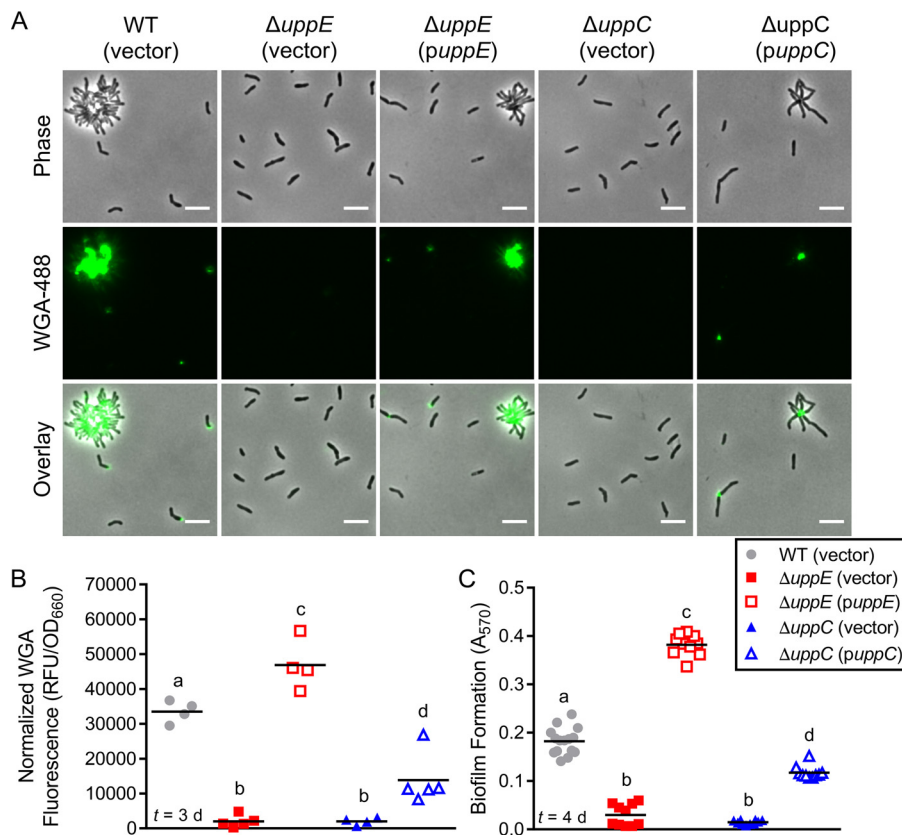 A
WT ΔuppE ΔuppE ΔuppC ΔuppC
(vector) (vector) (puppE) (vector) (puppC)
Phase
WGA-488
Overlay
B
Normalized WGA
Fluorescence (RFU/OD660)
70000
60000
50000
40000
30000
20000
10000
0
a
b
c
b
d
t = 3 d
C
Biofilm Formation (A570)
0.5
0.4
0.3
0.2
0.1
0.0
a
b
c
b
d
t = 4 d
WT (vector)
ΔuppE (vector)
ΔuppE (puppE)
ΔuppC (vector)
ΔuppC (puppC)